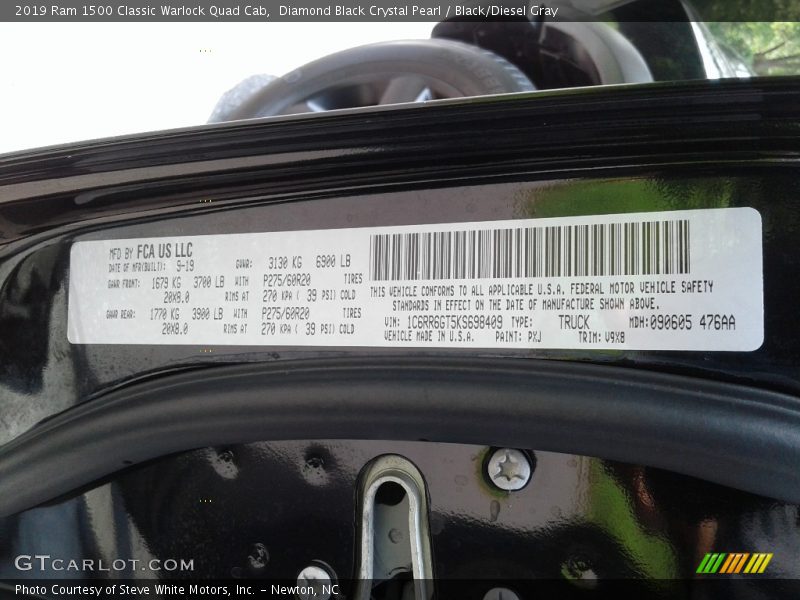 2019 Ram 1500 Classic Warlock Quad Cab, Diamond Black Crystal Pearl / Black/Diesel Gray
MFD BY FCA US LLC
DATE OF MFR(BUILT): 9-19 GVWR: 3130 KG 6900 LB
GAWR FRONT: 1679 KG 3700 LB WITH P275/60R20 TIRES
20X8.0 RIMS AT 270 KPA ( 39 PSI) COLD
GAWR REAR: 1770 KG 3900 LB WITH P275/60R20 TIRES
20X8.0 RIMS AT 270 KPA ( 39 PSI) COLD
THIS VEHICLE CONFORMS TO ALL APPLICABLE U.S.A. FEDERAL MOTOR VEHICLE SAFETY
STANDARDS IN EFFECT ON THE DATE OF MANUFACTURE SHOWN ABOVE.
VIN: 1C6RR6GT5KS698409 TYPE: TRUCK MDH:090605 476AA
VEHICLE MADE IN U.S.A. PAINT: PXJ TRIM: V9X8
GTCARLOT.COM
Photo Courtesy of Steve White Motors, Inc. – Newton, NC